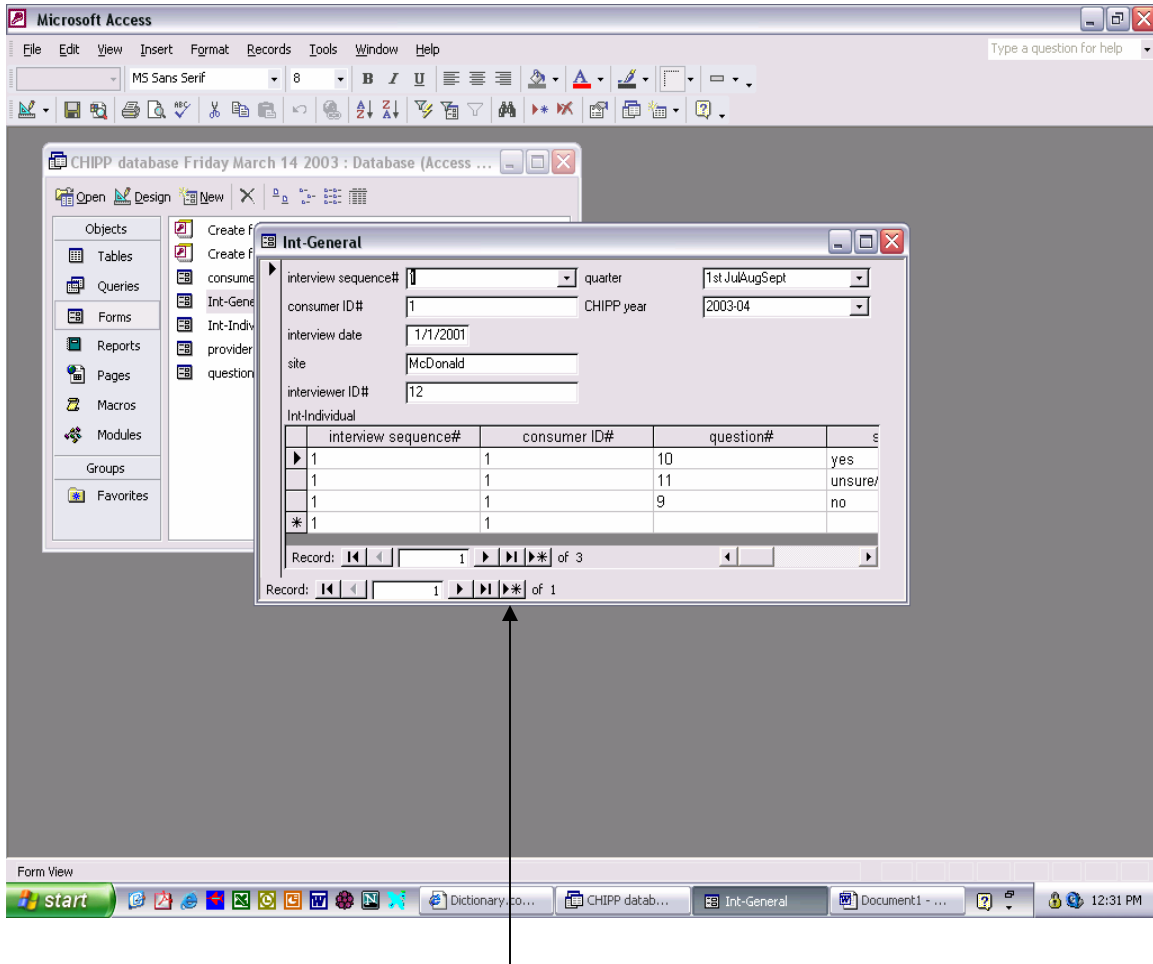 Microsoft Access
File Edit View Insert Format Records Tools Window Help Type a question for help
MS Sans Serif 8 B I U
CHIPP database Friday March 14 2003 : Database (Access ...
Open Design New
Objects
Tables
Queries
Forms
Reports
Pages
Macros
Modules
Groups
Favorites
Create f
Create f
consume
Int-Gene
Int-Indiv
provider
question
Int-General
interview sequence# 1 quarter 1st JulAugSept
consumer ID# 1 CHIPP year 2003-04
interview date 1/1/2001
site McDonald
interviewer ID# 12
Int-Individual
interview sequence# consumer ID# question# s
1 1 10 yes
1 1 11 unsure/
1 1 9 no
1 1
Record: 1 of 3
Record: 1 of 1
Form View
start Dictionary.co... CHIPP datab... Int-General Document1 - ... 12:31 PM